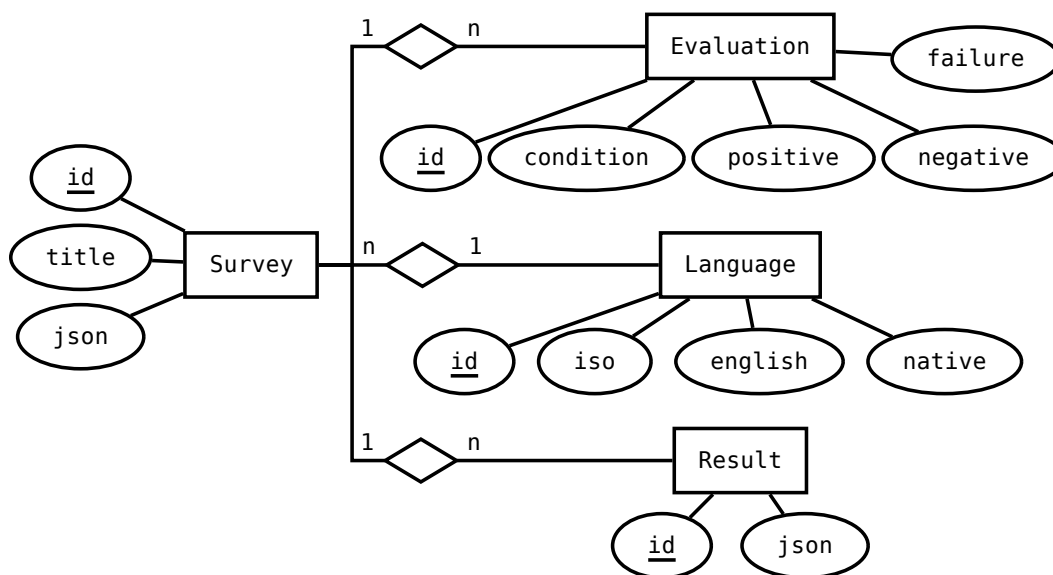 1
n
Evaluation
failure
id
condition
positive
negative
id
title
json
Survey
n
1
Language
id
iso
english
native
1
n
Result
id
json